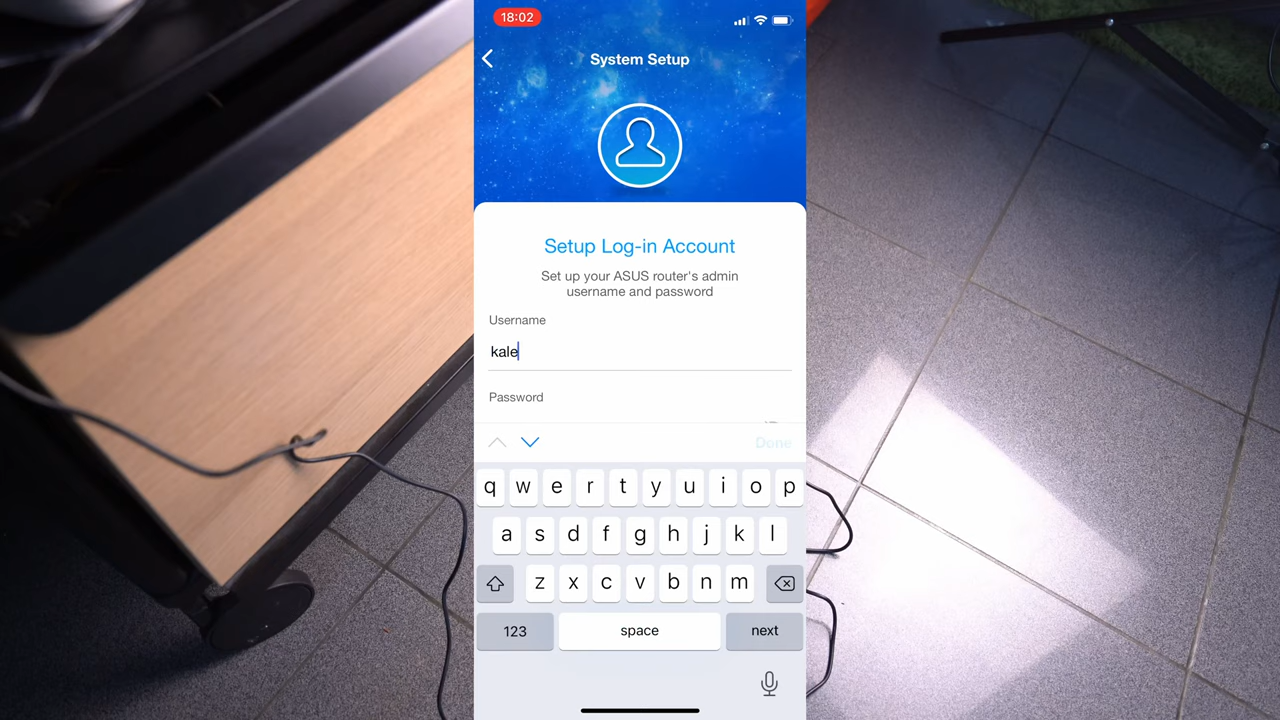 18:02
System Setup
Setup Log-in Account
Set up your ASUS router's admin
username and password
Username
kale
Password
Done
q w e r t y u i o p
a s d f g h j k l
z x c v b n m
123 space next